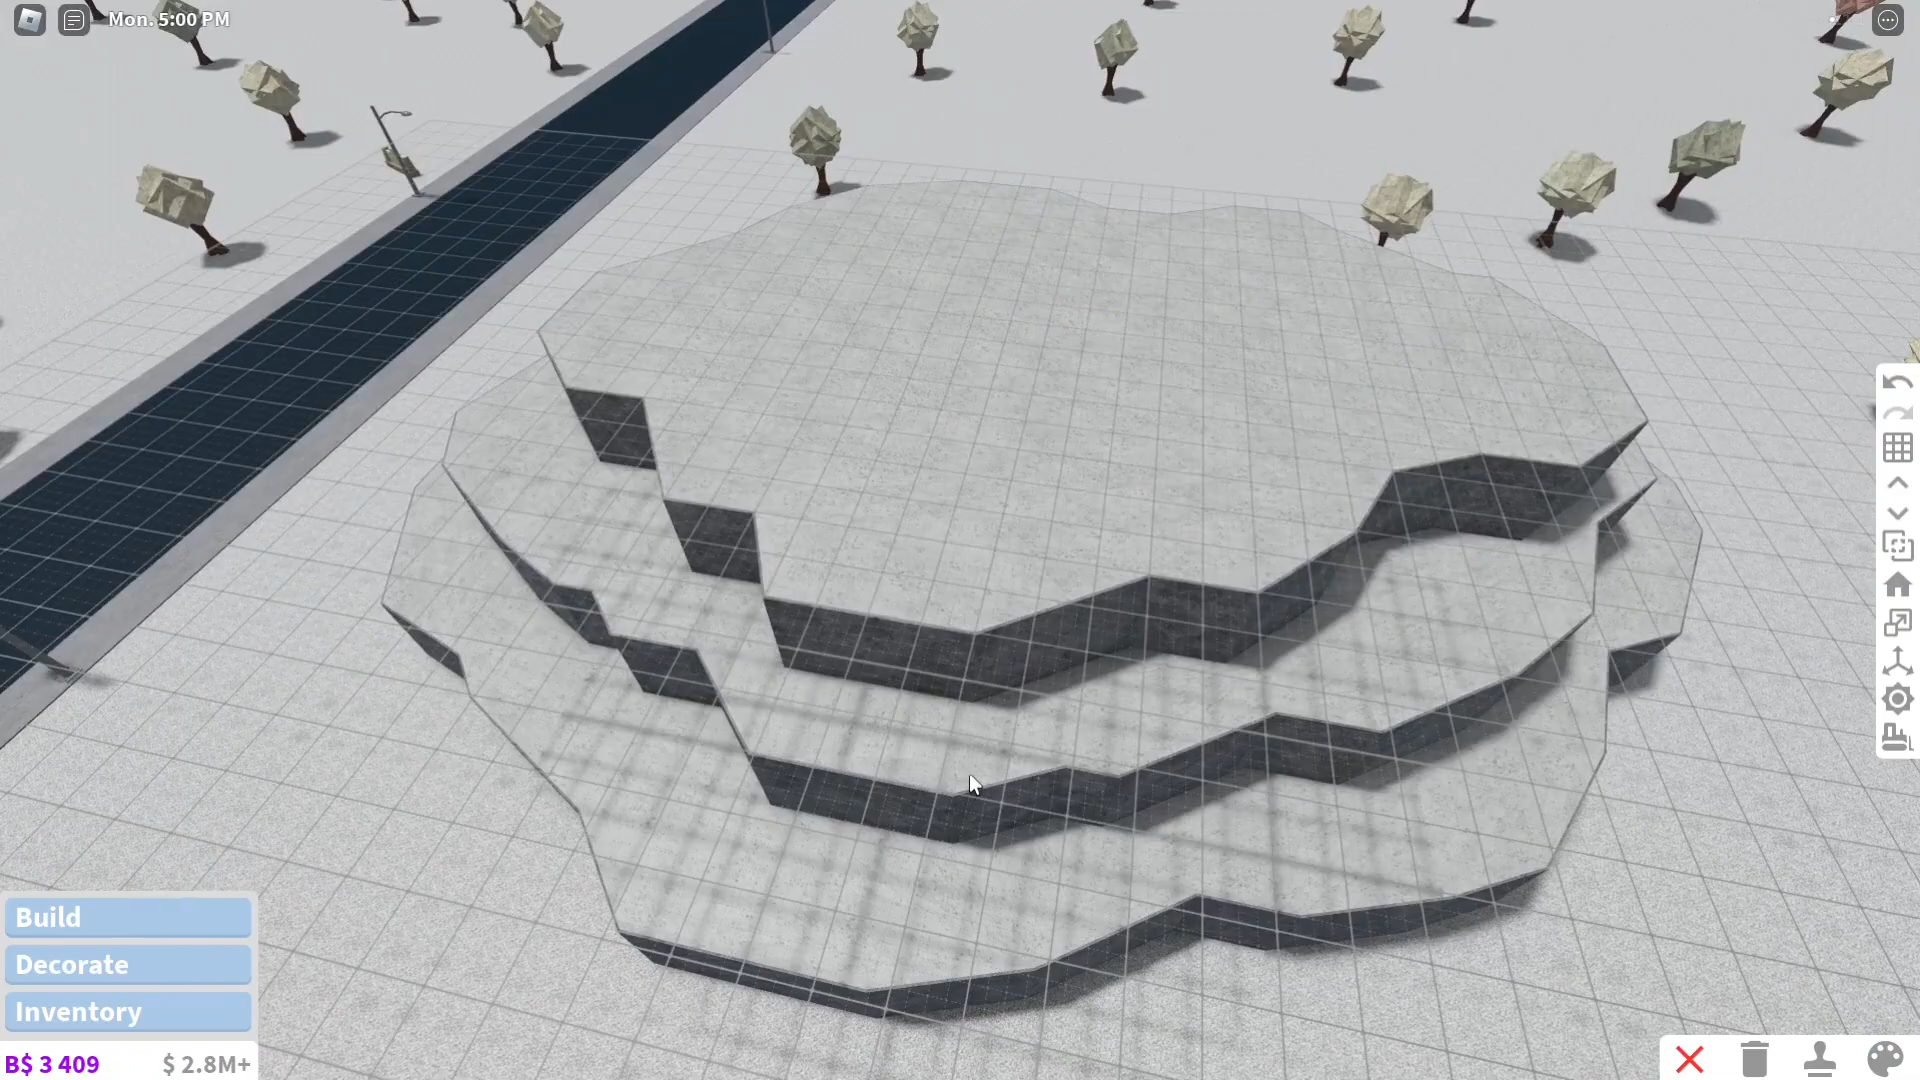 Mon. 5:00 PM
Build
Decorate
Inventory
B$ 3 409 $ 2.8M+